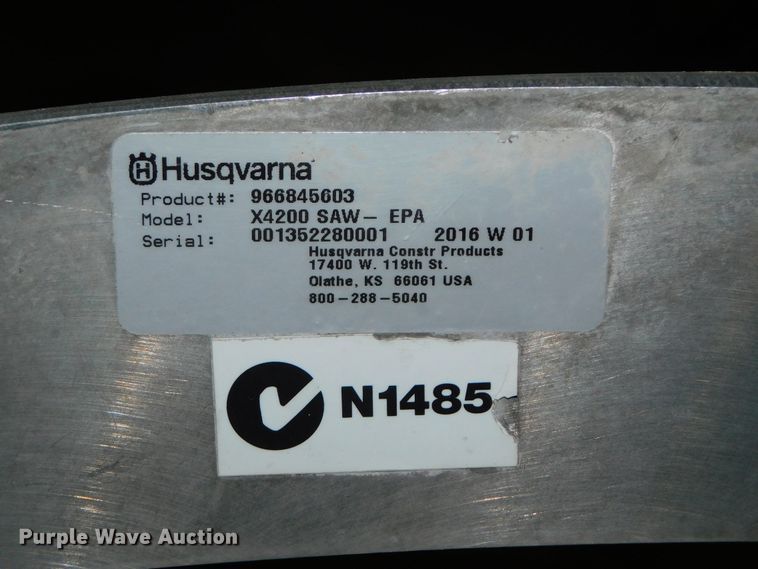 Husqvarna
Product#: 966845603
Model: X4200 SAW- EPA
Serial: 001352280001 2016 W 01
Husqvarna Constr Products
17400 W. 119th St.
Olathe, KS 66061 USA
800-288-5040
N1485
Purple Wave Auction